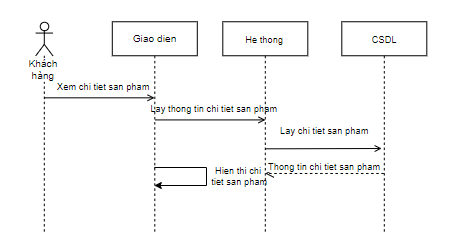 Giao dien
He thong
CSDL
Khách
hàng
Xem chi tiet san pham
Lay thong tin chi tiet san pham
Lay chi tiet san pham
Thong tin chi tiet san pham
Hien thi chi
tiet san pham